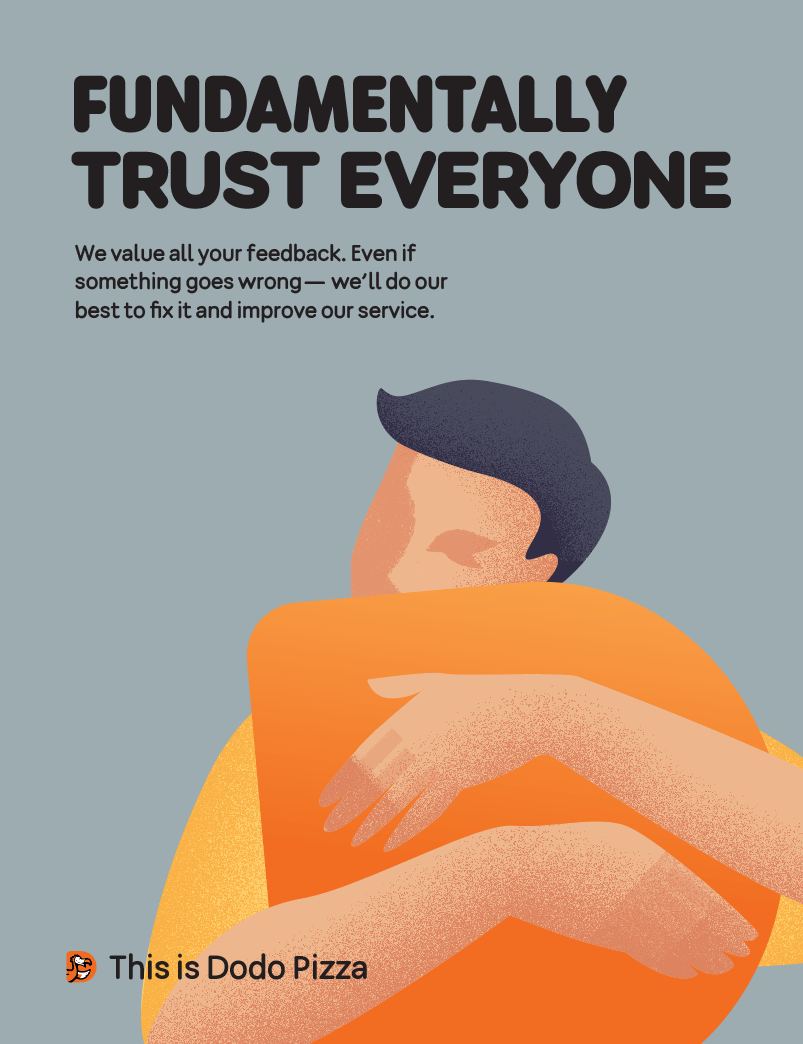 FUNDAMENTALLY
TRUST EVERYONE
We value all your feedback. Even if
something goes wrong — we’ll do our
best to fix it and improve our service.
This is Dodo Pizza